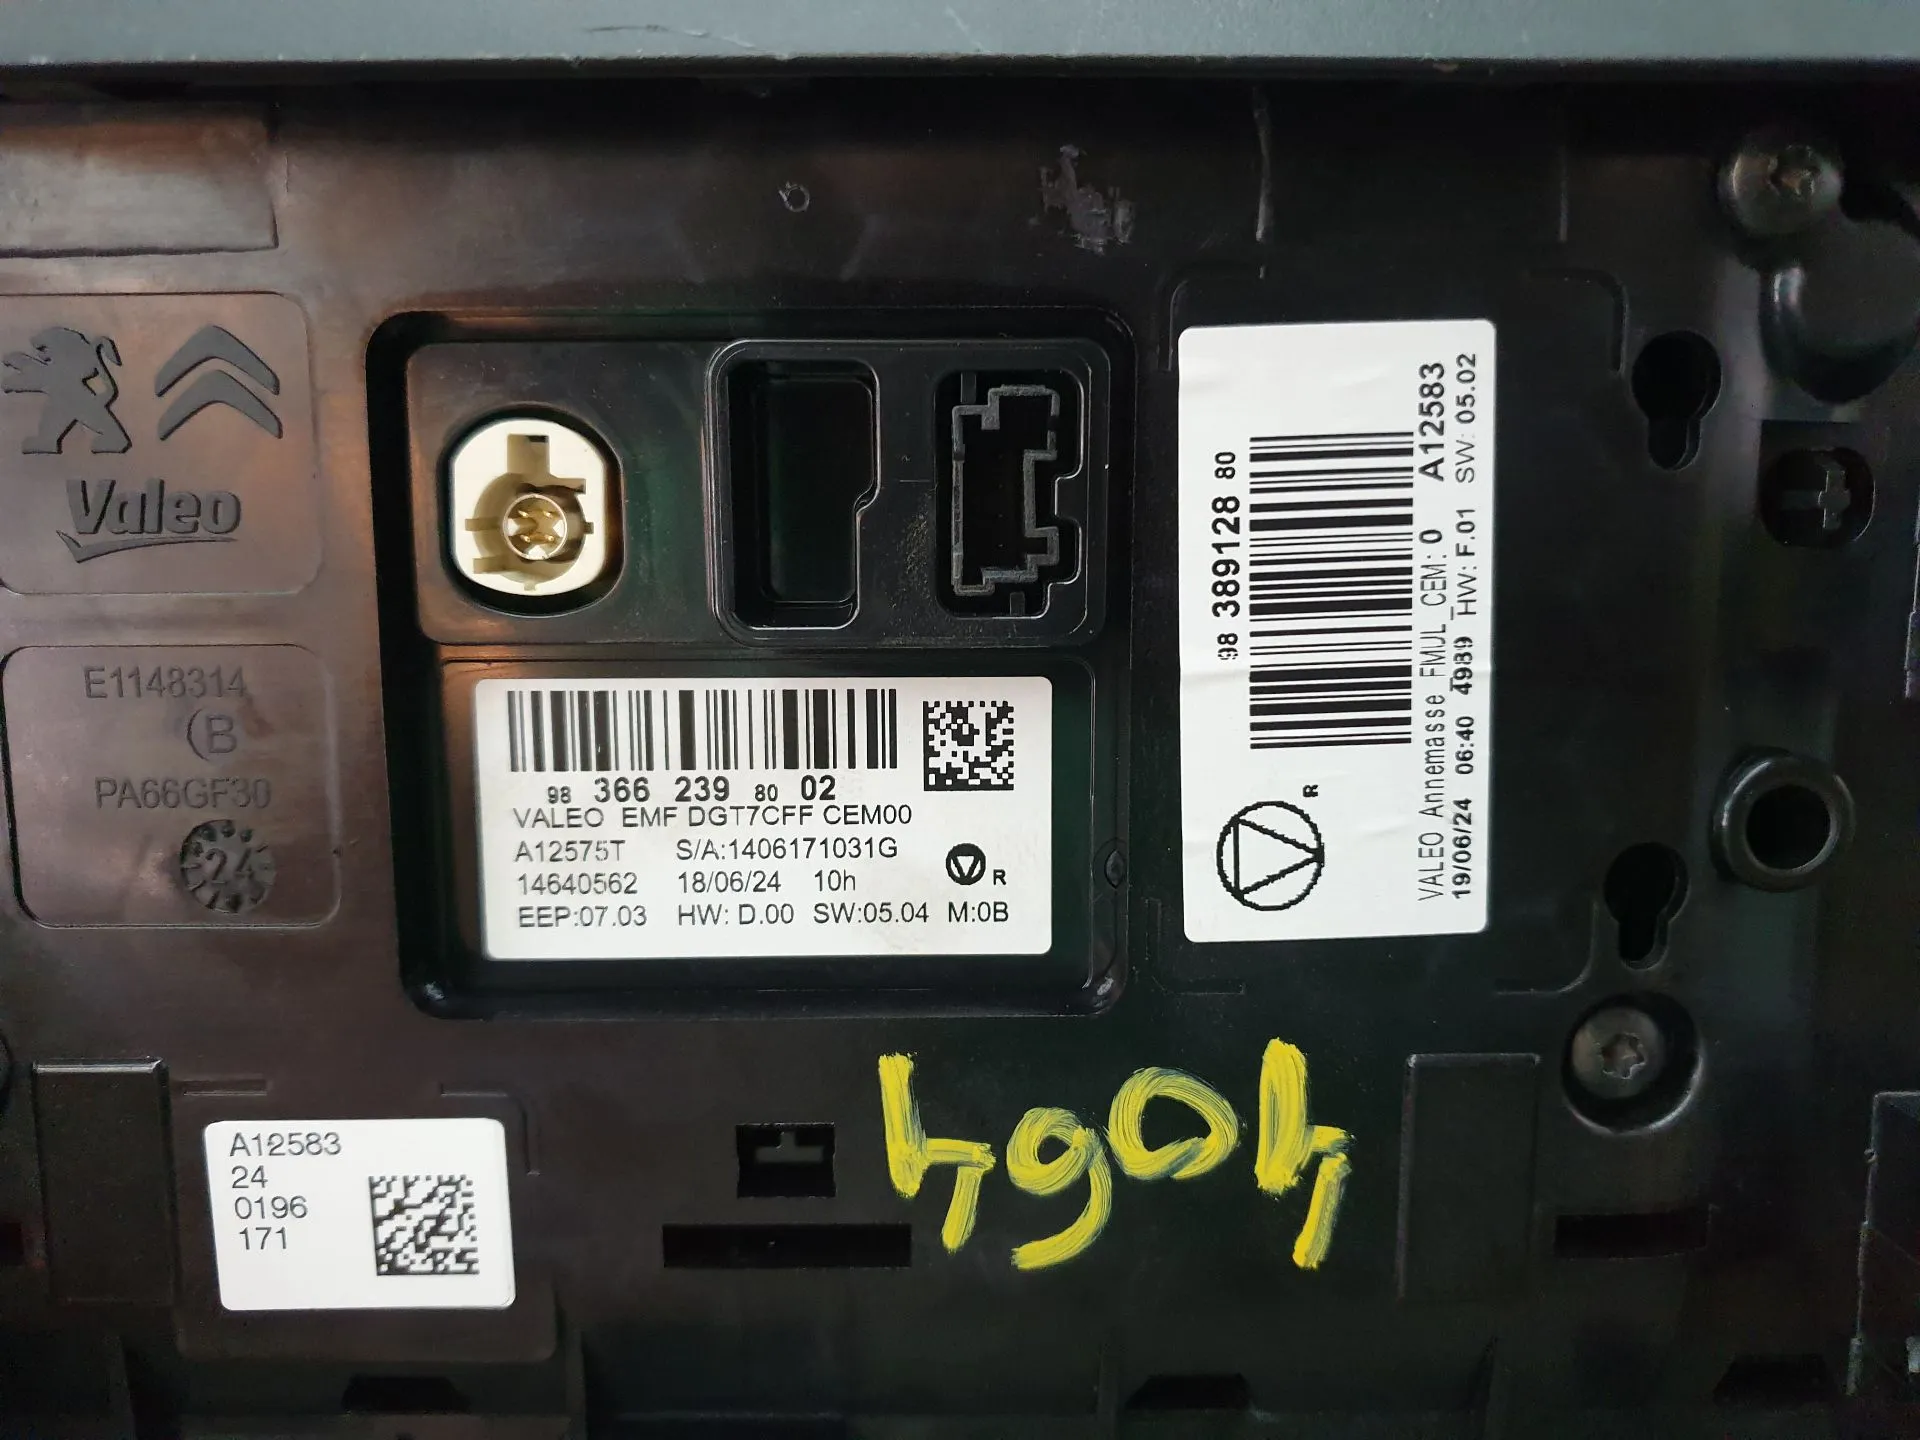 Valeo
E1148314
(B
PA66GF30
24
98 366 239 80 02
VALEO EMF DGT7CFF CEM00
A12575T S/A:1406171031G
14640562 18/06/24 10h
R
EEP:07.03 HW: D.00 SW:05.04 M:0B
98 389128 80
R
VALEO Annemasse FMUL_CEM: 0 A12583
19/06/24 06:40 4989 HW: F.01 SW: 05.02
A12583
24
0196
171
4904